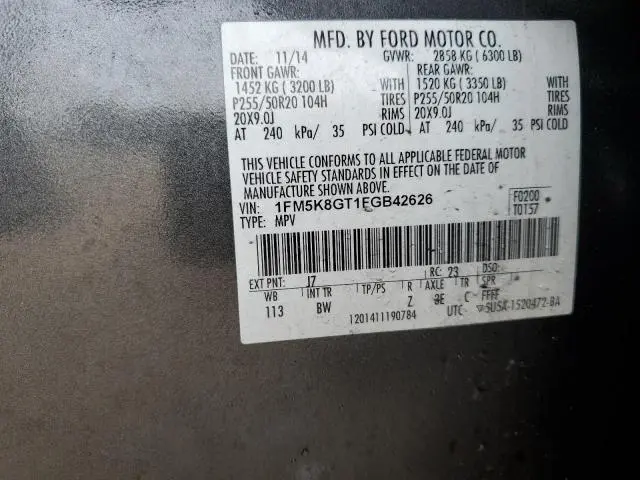 MFD. BY FORD MOTOR CO.
DATE: 11/14 GVWR: 2858 KG ( 6300 LB)
FRONT GAWR: REAR GAWR:
1452 KG ( 3200 LB) WITH 1520 KG ( 3350 LB) WITH
P255/50R20 104H TIRES P255/50R20 104H TIRES
20X9.0J RIMS 20X9.0J RIMS
AT 240 kPa/ 35 PSI COLD AT 240 kPa/ 35 PSI COLD
THIS VEHICLE CONFORMS TO ALL APPLICABLE FEDERAL MOTOR
VEHICLE SAFETY STANDARDS IN EFFECT ON THE DATE OF
MANUFACTURE SHOWN ABOVE.
VIN: 1FM5K8GT1FGB42626 F0200
TYPE: MPV T0157
EXT PNT: J7 RC: 23 DSO:
WB INT TR TP/PS R AXLE TR SPR
113 BW Z 3E C FFFF
1201411190784 UTC ▽5USA-1520472-BA